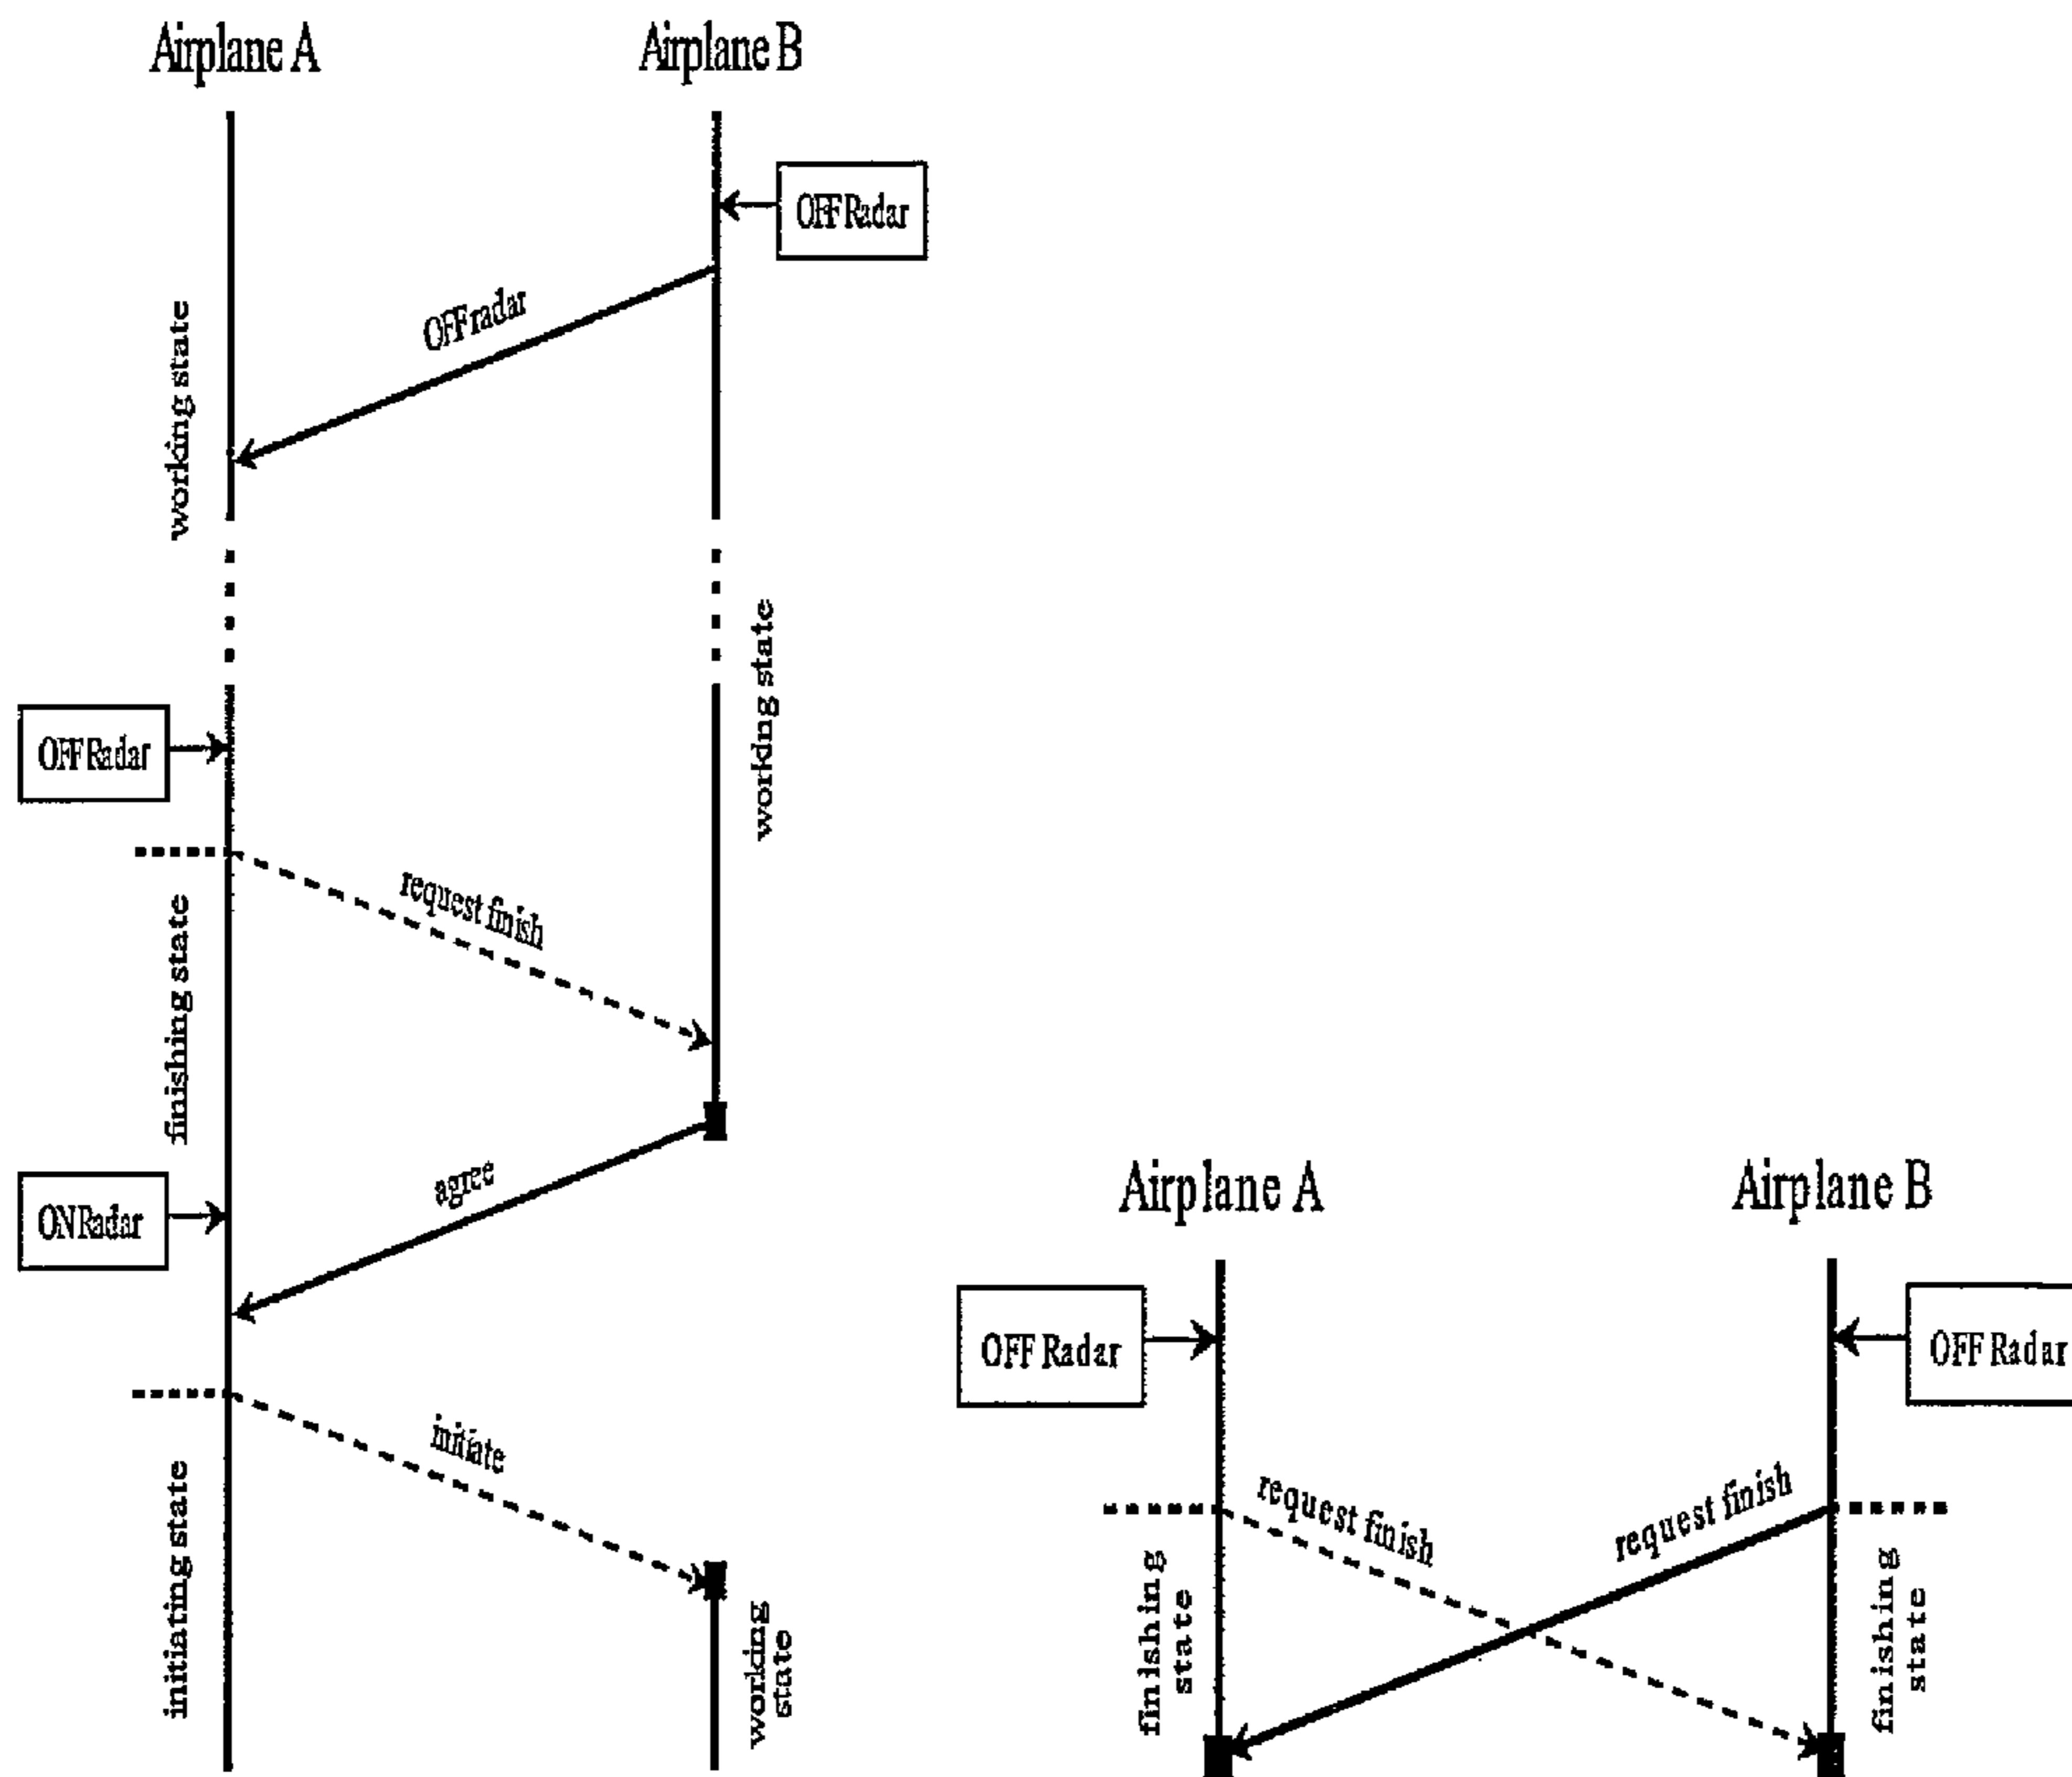 Airplane A
Airplane B
OFF Radar
OFF radar
working state
working state
OFF Radar
request finish
finishing state
agree
ON Radar
initiate
initiating state
working
state
Airplane A
Airplane B
OFF Radar
OFF Radar
request finish
request finish
finishing
state
finishing
state